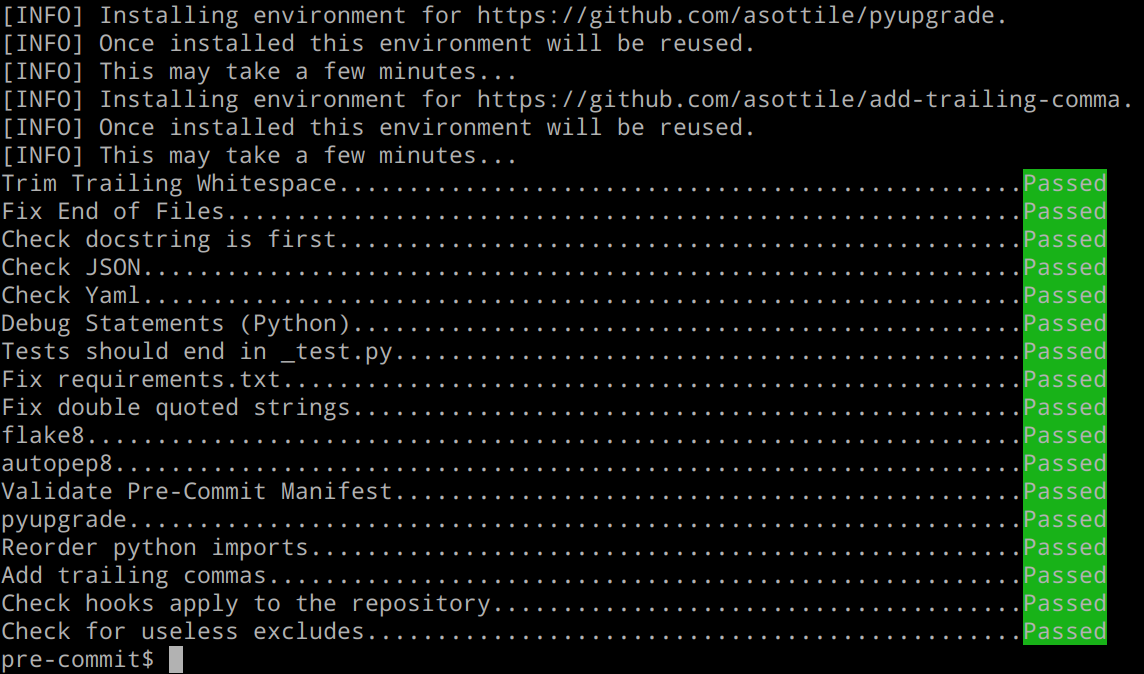 [INFO] Installing environment for https://github.com/asottile/pyupgrade.
[INFO] Once installed this environment will be reused.
[INFO] This may take a few minutes...
[INFO] Installing environment for https://github.com/asottile/add-trailing-comma.
[INFO] Once installed this environment will be reused.
[INFO] This may take a few minutes...
Trim Trailing Whitespace.................................................Passed
Fix End of Files.........................................................Passed
Check docstring is first.................................................Passed
Check JSON...............................................................Passed
Check Yaml...............................................................Passed
Debug Statements (Python)................................................Passed
Tests should end in _test.py.............................................Passed
Fix requirements.txt.....................................................Passed
Fix double quoted strings................................................Passed
flake8...................................................................Passed
autopep8.................................................................Passed
Validate Pre-Commit Manifest.............................................Passed
pyupgrade................................................................Passed
Reorder python imports...................................................Passed
Add trailing commas......................................................Passed
Check hooks apply to the repository......................................Passed
Check for useless excludes...............................................Passed
pre-commit$